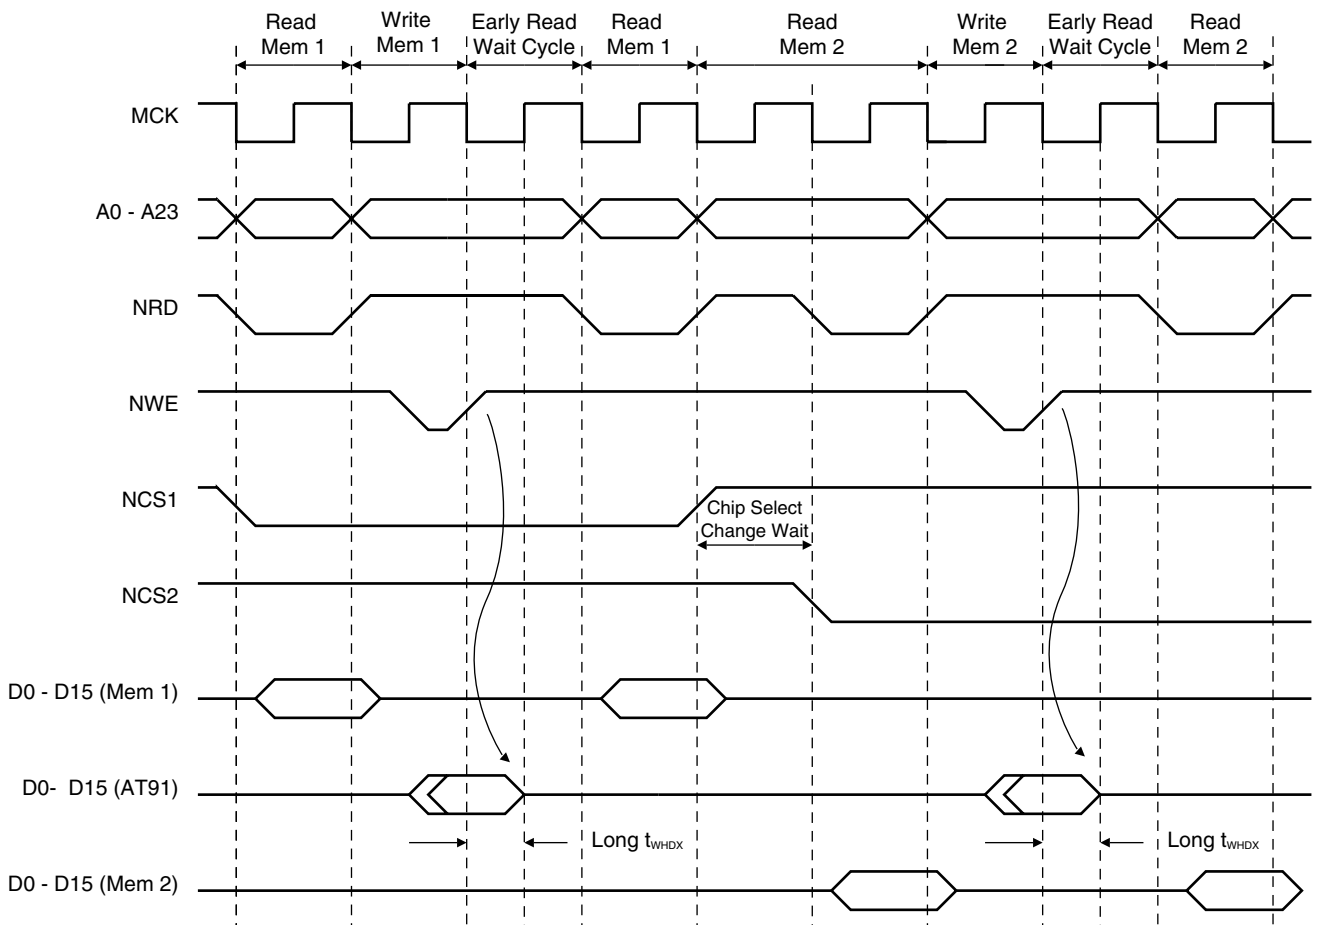 Read
Mem 1
Write
Mem 1
Early Read
Wait Cycle
Read
Mem 1
Read
Mem 2
Write
Mem 2
Early Read
Wait Cycle
Read
Mem 2
MCK
A0 - A23
NRD
NWE
NCS1
Chip Select
Change Wait
NCS2
D0 - D15 (Mem 1)
D0- D15 (AT91)
Long tWHDX
Long tWHDX
D0 - D15 (Mem 2)